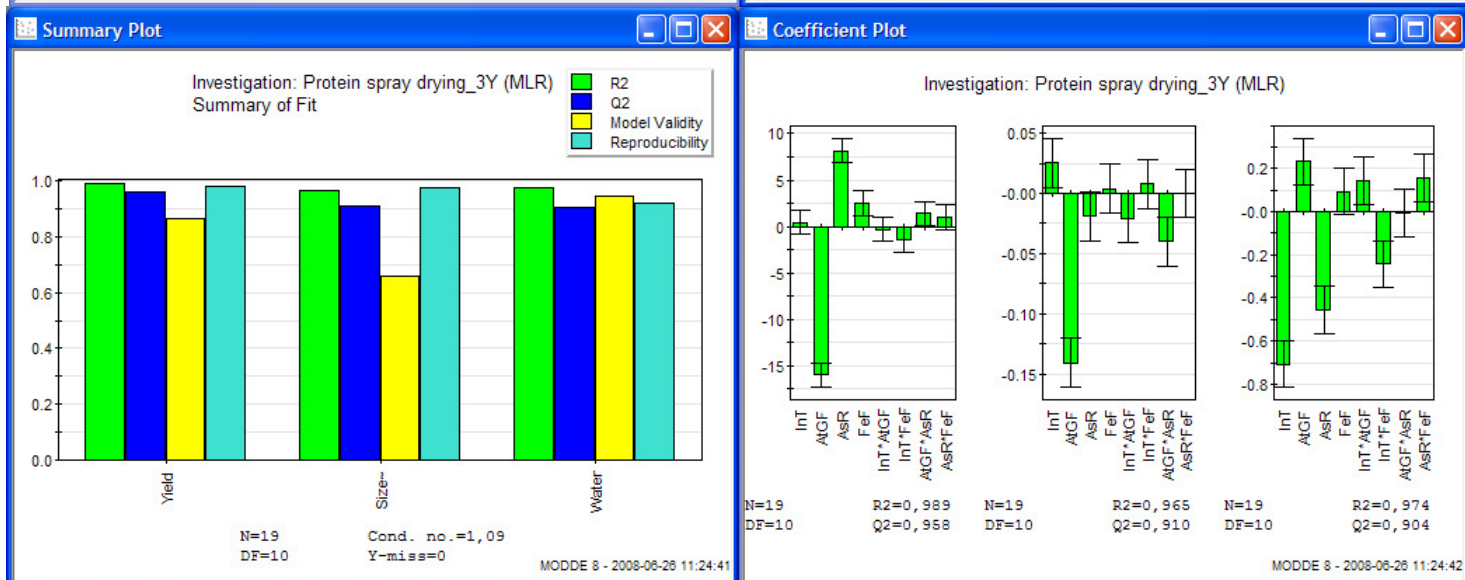 Summary Plot
Investigation: Protein spray drying_3Y (MLR)
Summary of Fit
R2
Q2
Model Validity
Reproducibility
1.0
0.8
0.6
0.4
0.2
0.0
Yield
Size~
Water
N=19 Cond. no.=1,09
DF=10 Y-miss=0
MODDE 8 - 2008-06-26 11:24:41
Coefficient Plot
Investigation: Protein spray drying_3Y (MLR)
10
5
0
-5
-10
-15
InT
AtGF
AsR
FeF
InT*AtGF
InT*FeF
AtGF*AsR
AsR*FeF
N=19 R2=0,989
DF=10 Q2=0,958
0.05
-0.00
-0.05
-0.10
-0.15
InT
AtGF
AsR
FeF
InT*AtGF
InT*FeF
AtGF*AsR
AsR*FeF
N=19 R2=0,965
DF=10 Q2=0,910
0.2
-0.0
-0.2
-0.4
-0.6
-0.8
InT
AtGF
AsR
FeF
InT*AtGF
InT*FeF
AtGF*AsR
AsR*FeF
N=19 R2=0,974
DF=10 Q2=0,904
MODDE 8 - 2008-06-26 11:24:42